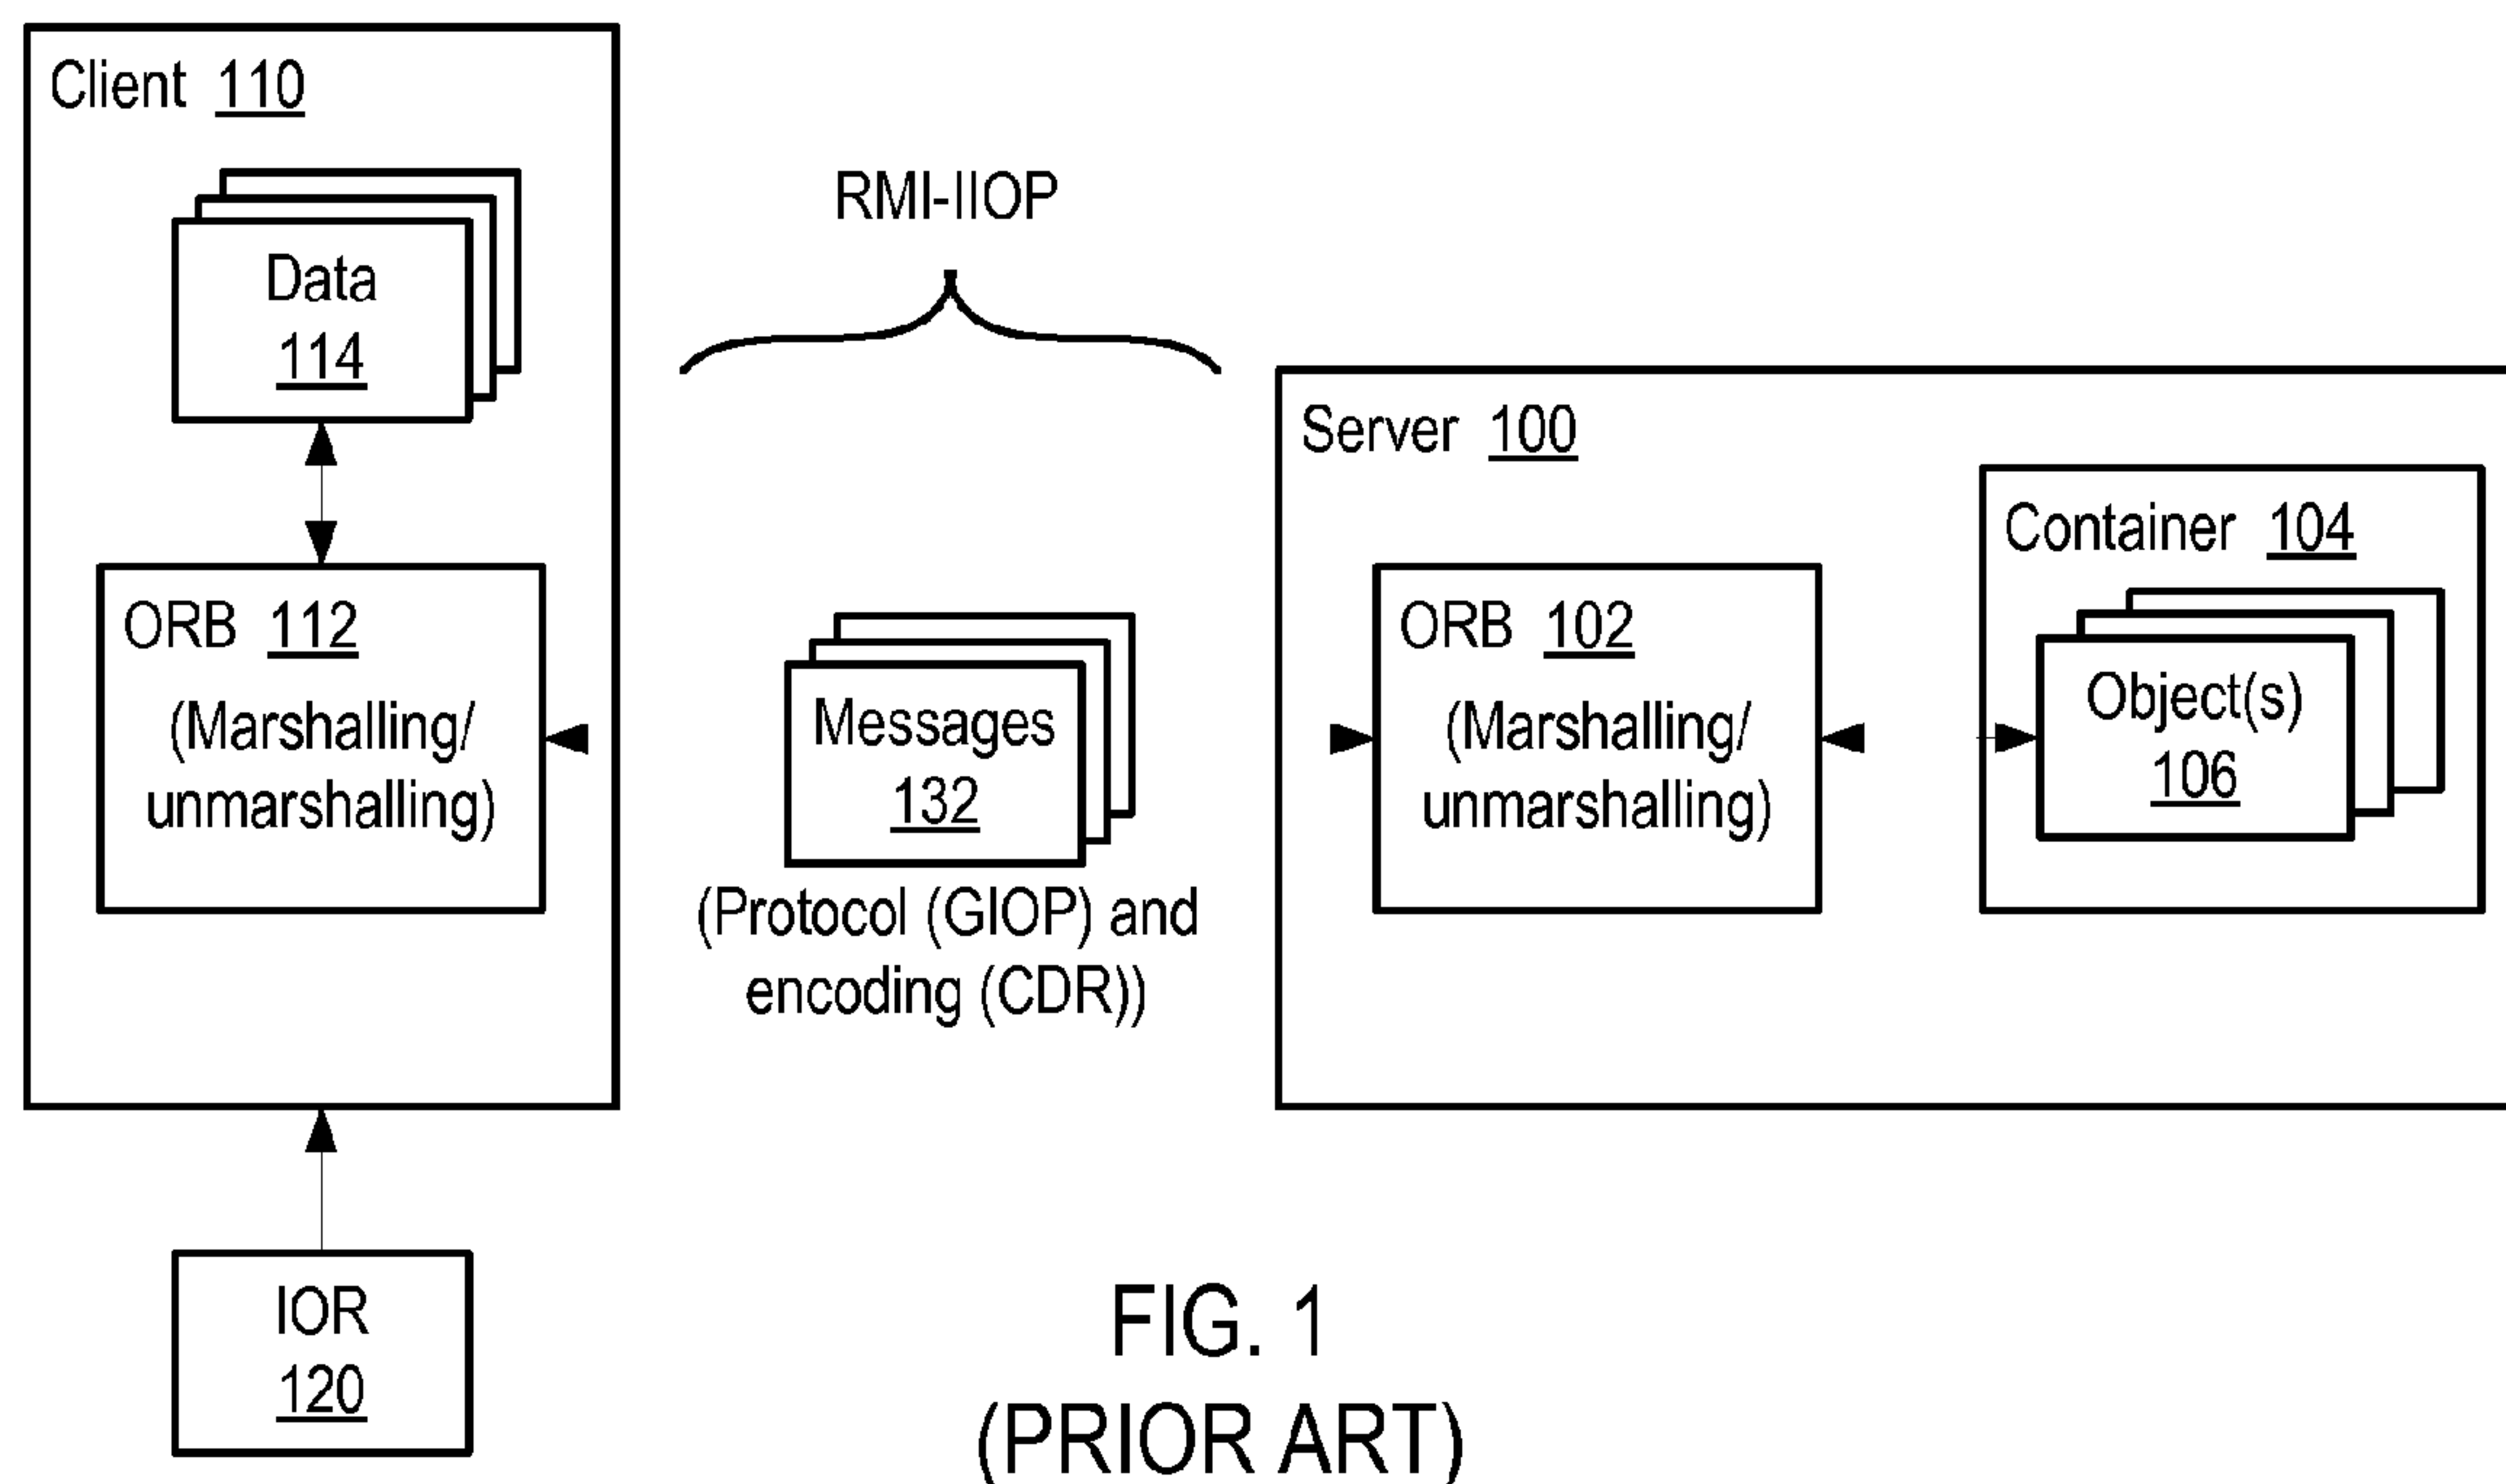 Client 110
Data
114
ORB 112
(Marshalling/
unmarshalling)
IOR
120
RMI-IIOP
Messages
132
(Protocol (GIOP) and
encoding (CDR))
Server 100
ORB 102
(Marshalling/
unmarshalling)
Container 104
Object(s)
106
FIG. 1
(PRIOR ART)